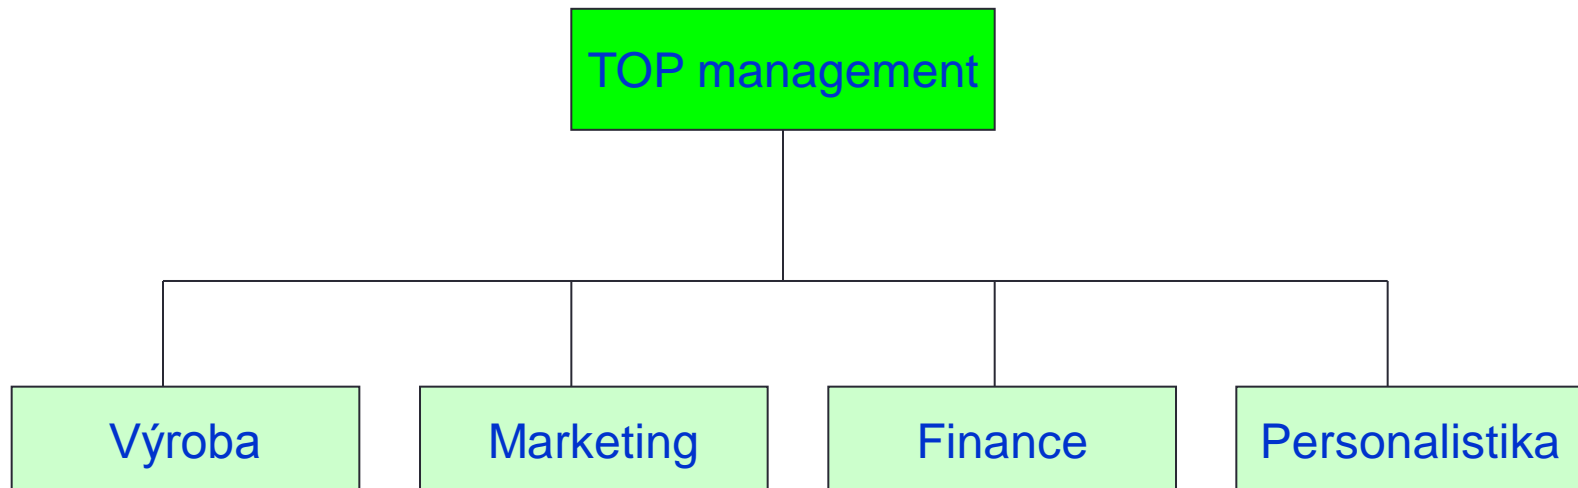 TOP management
Výroba
Marketing
Finance
Personalistika